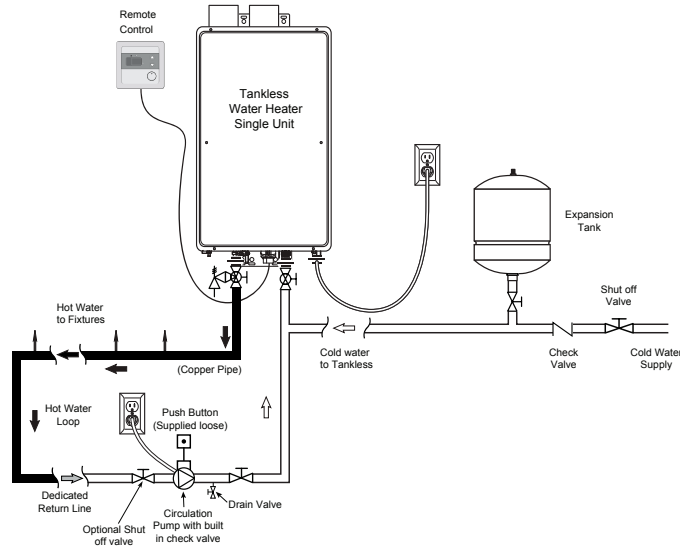 Remote
Control
Tankless
Water Heater
Single Unit
Expansion
Tank
Hot Water
to Fixtures
Shut off
Valve
(Copper Pipe)
Cold water
to Tankless
Check
Valve
Cold Water
Supply
Hot Water
Loop
Push Button
(Supplied loose)
Dedicated
Return Line
Drain Valve
Optional Shut
off valve
Circulation
Pump with built
in check valve